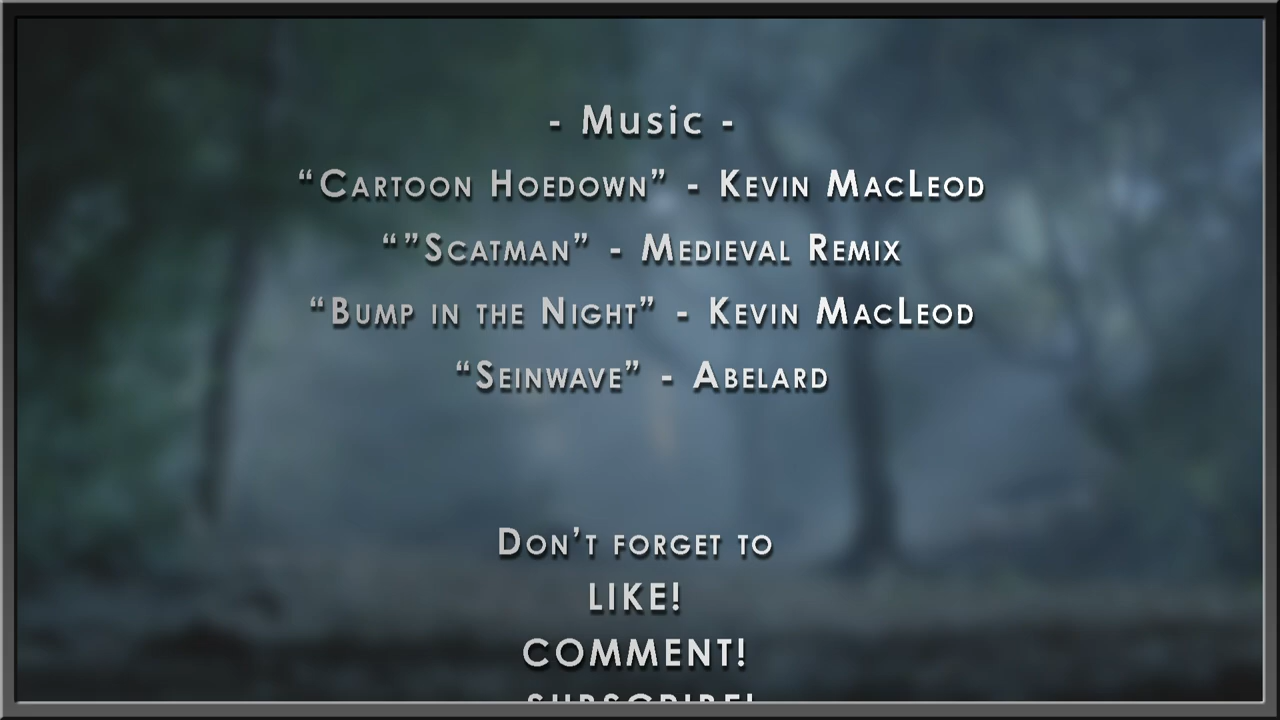 - Music -
“Cartoon Hoedown” - Kevin MacLeod
“”Scatman” - Medieval Remix
“Bump in the Night” - Kevin MacLeod
“Seinwave” - Abelard
Don’t forget to
LIKE!
COMMENT!
SUBSCRIBE!